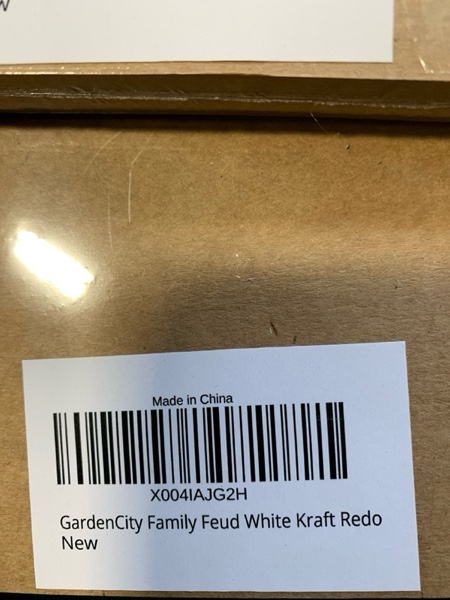 Made in China
X004IAJG2H
GardenCity Family Feud White Kraft Redo
New